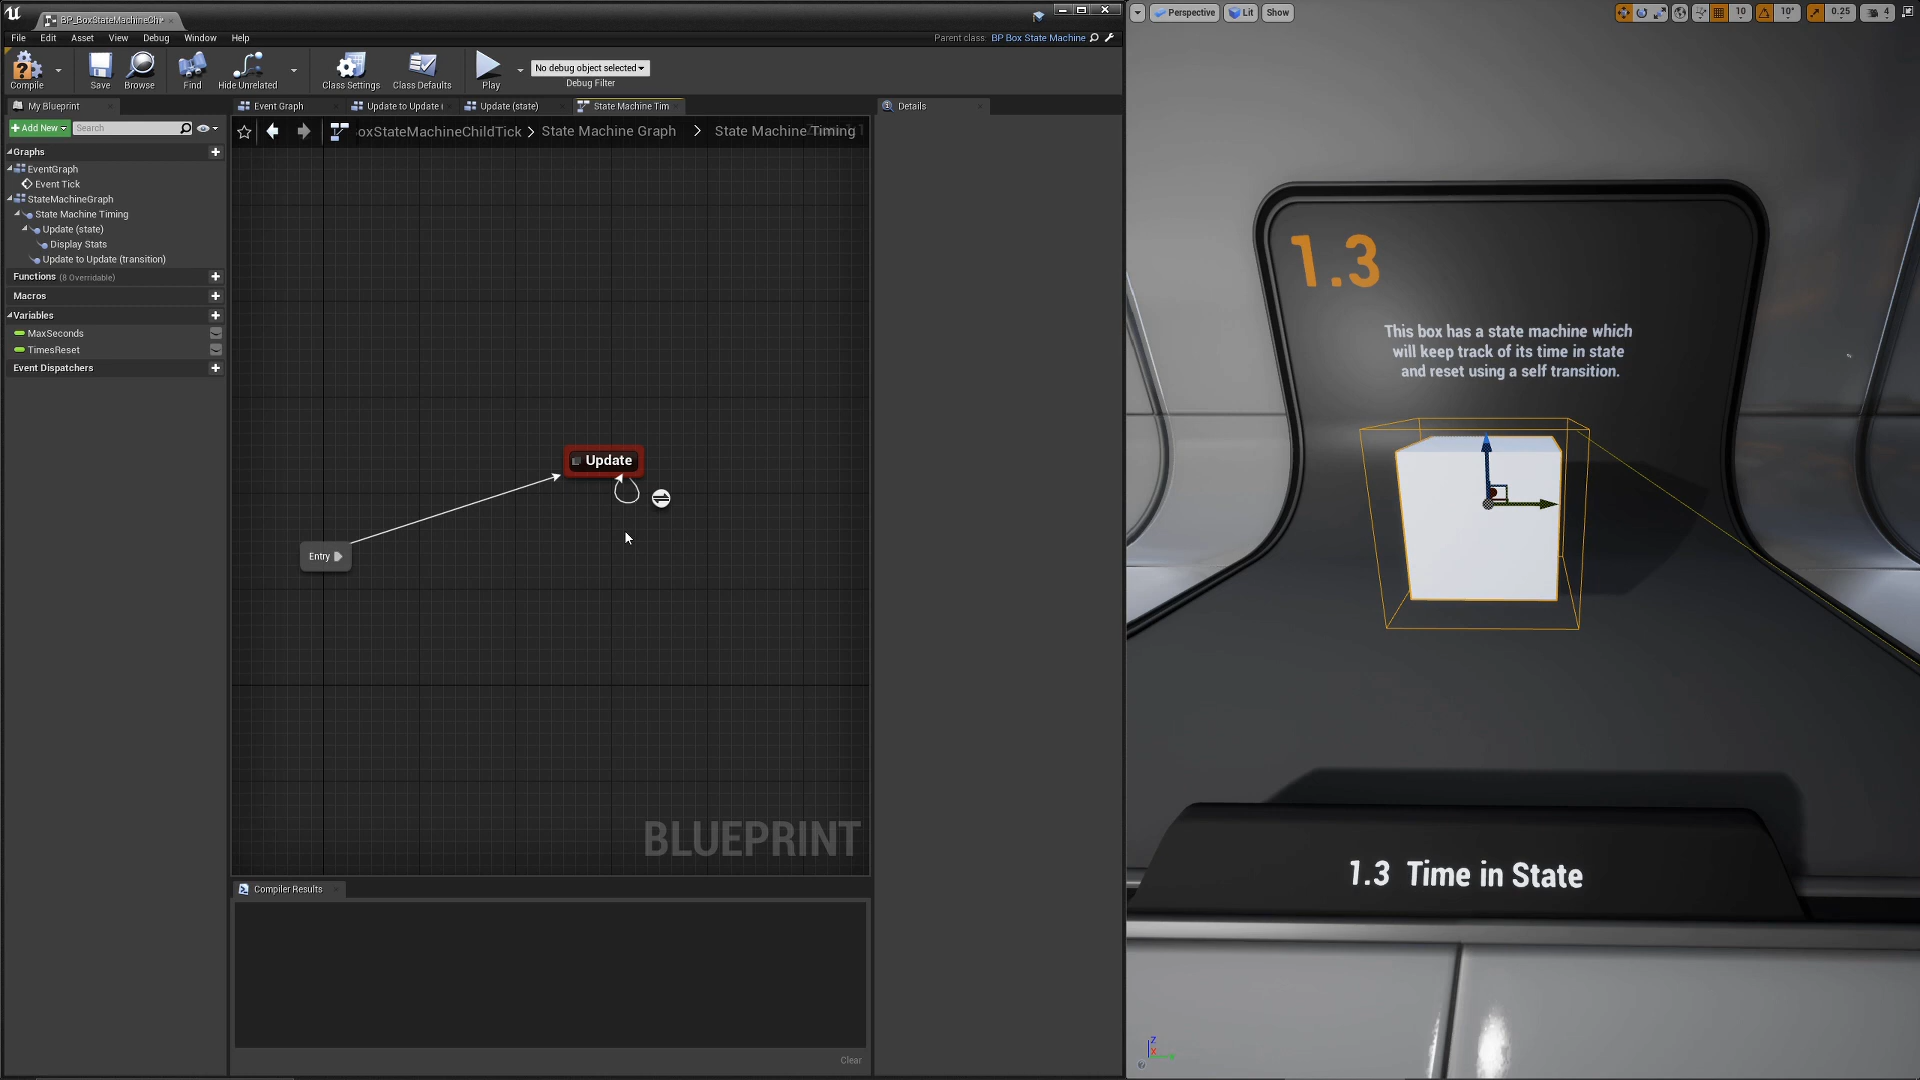 BP_BoxStateMachineCh*
File Edit Asset View Debug Window Help
Parent class: BP Box State Machine
Compile
Save
Browse
Find
Hide Unrelated
Class Settings
Class Defaults
Play
No debug object selected
Debug Filter
My Blueprint
Add New
Search
Graphs
EventGraph
Event Tick
StateMachineGraph
State Machine Timing
Update (state)
Display Stats
Update to Update (transition)
Functions (8 Overridable)
Macros
Variables
MaxSeconds
TimesReset
Event Dispatchers
Event Graph
Update to Update (
Update (state)
State Machine Tim
oxStateMachineChildTick > State Machine Graph > State Machine Timing
Update
Entry
BLUEPRINT
Compiler Results
Clear
Details
Perspective
Lit
Show
10
10°
0.25
4
1.3
This box has a state machine which
will keep track of its time in state
and reset using a self transition.
1.3 Time in State
Z
X